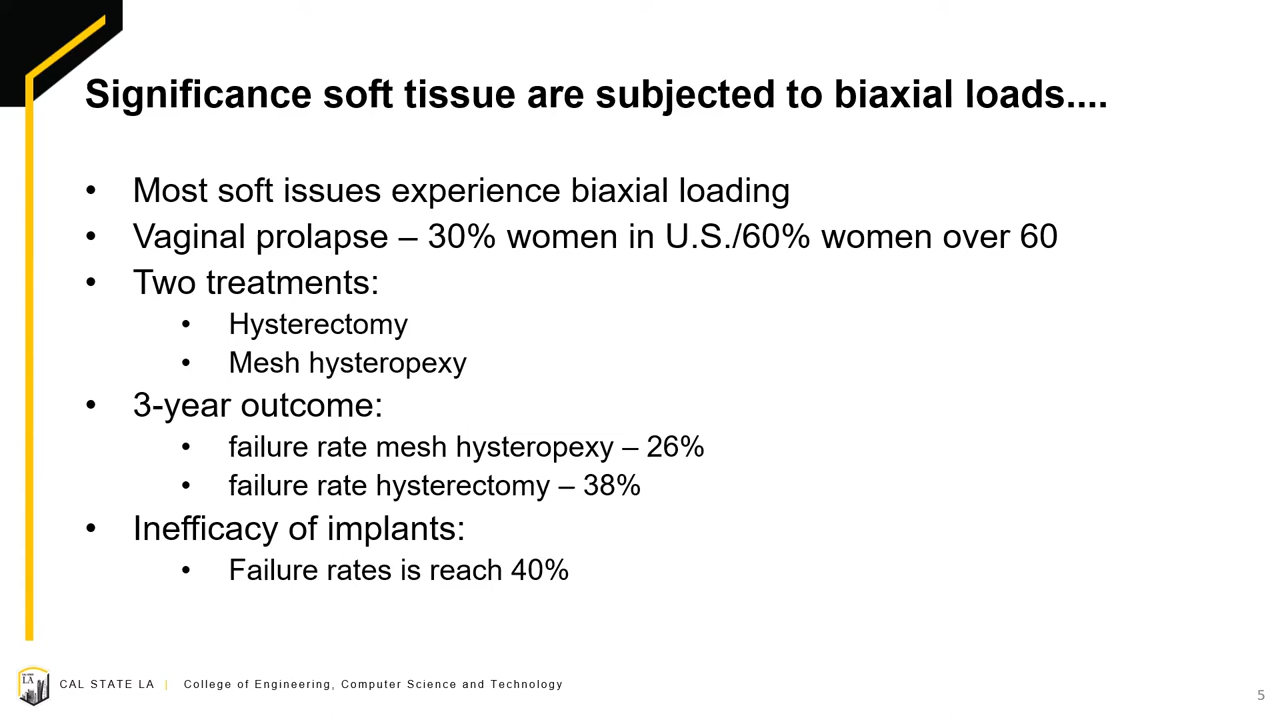 Significance soft tissue are subjected to biaxial loads....
• Most soft issues experience biaxial loading
• Vaginal prolapse – 30% women in U.S./60% women over 60
• Two treatments:
• Hysterectomy
• Mesh hysteropexy
• 3-year outcome:
• failure rate mesh hysteropexy – 26%
• failure rate hysterectomy – 38%
• Inefficacy of implants:
• Failure rates is reach 40%
LA
CAL STATE LA | College of Engineering, Computer Science and Technology
5